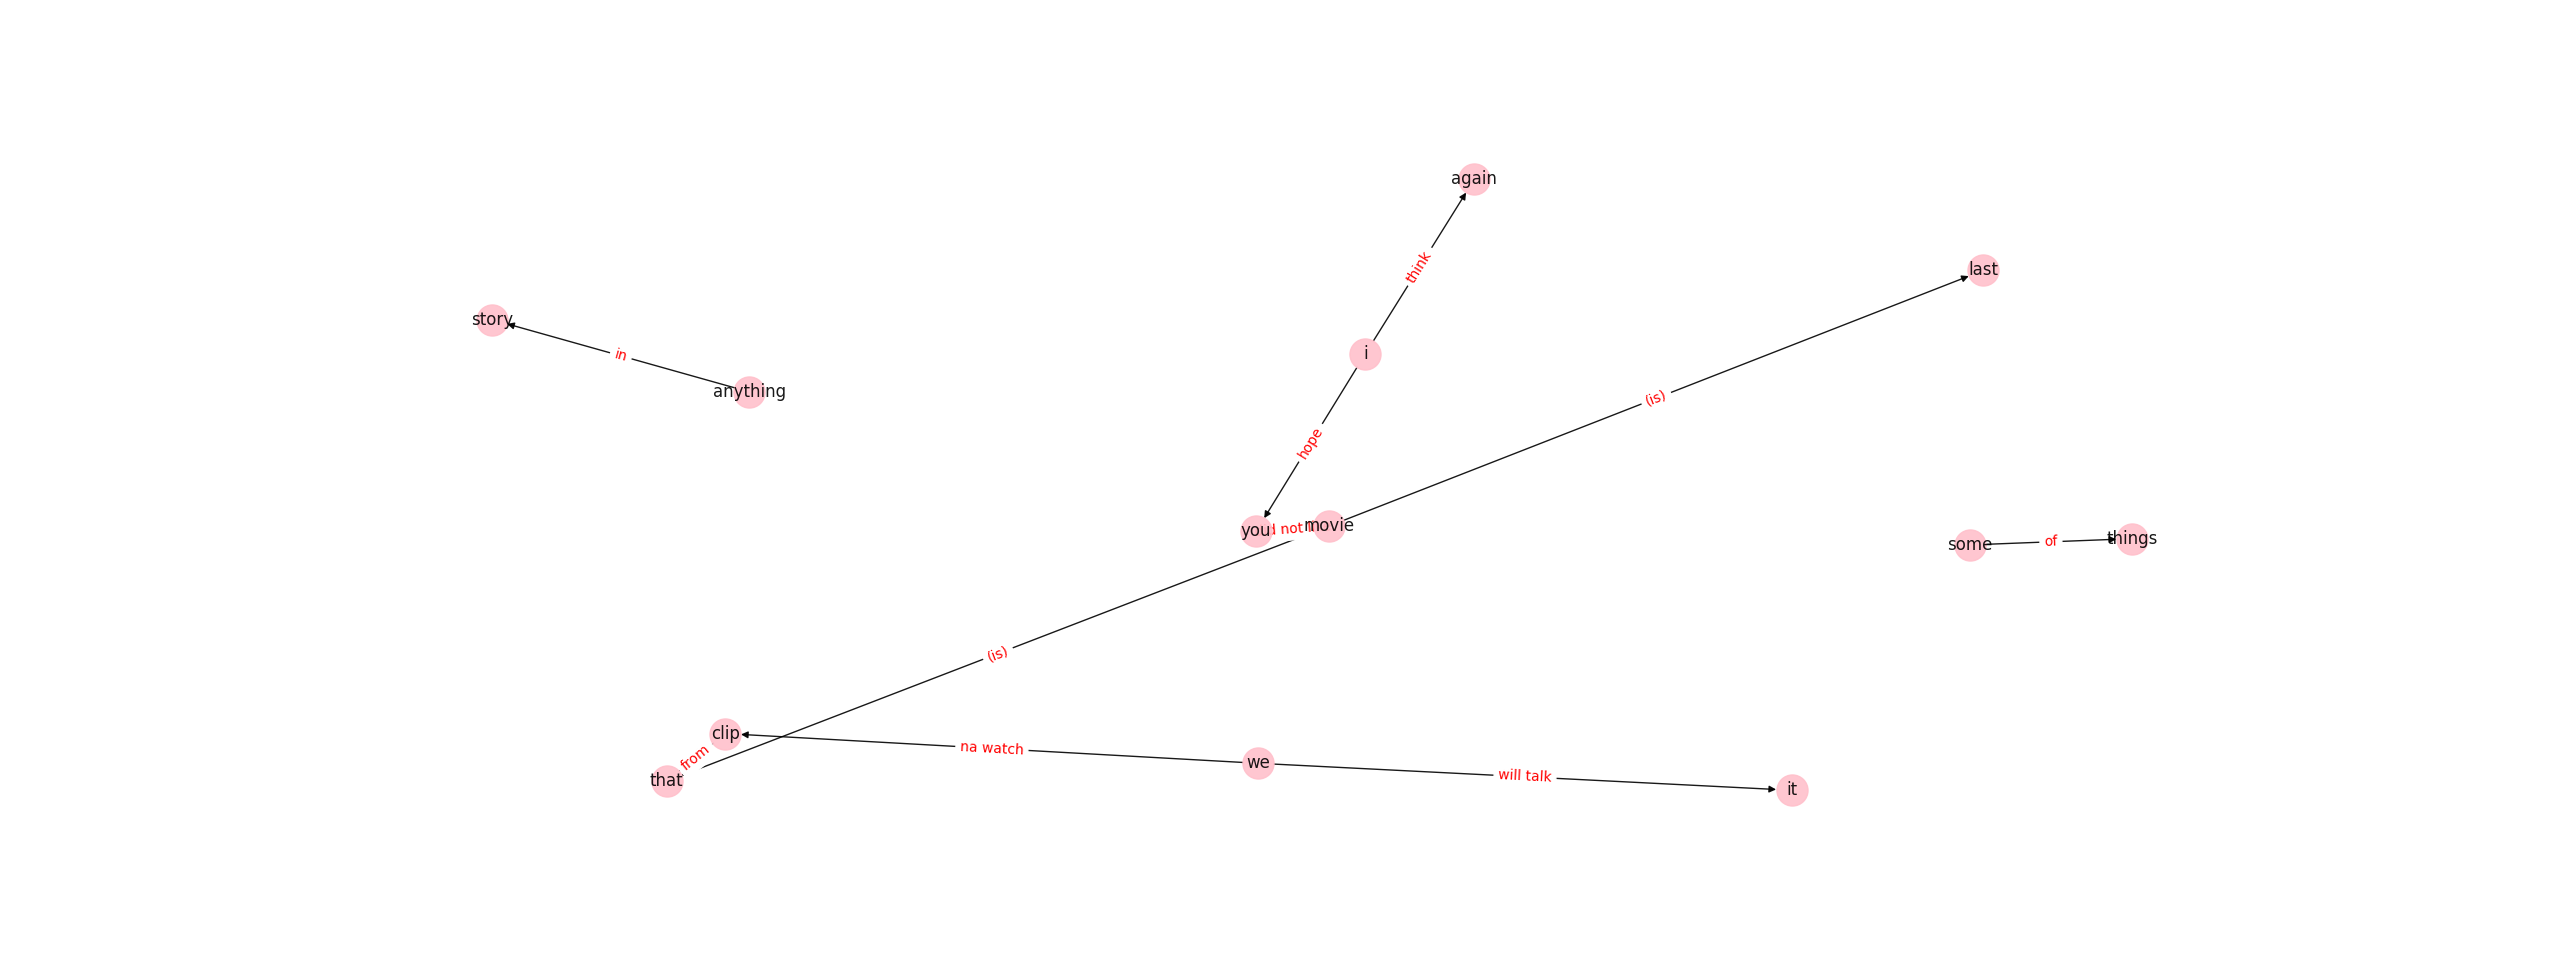 again
think
last
story
in
i
anything
(is)
hope
you
not
movie
some
of
things
(is)
clip
na watch
from
that
we
will talk
it